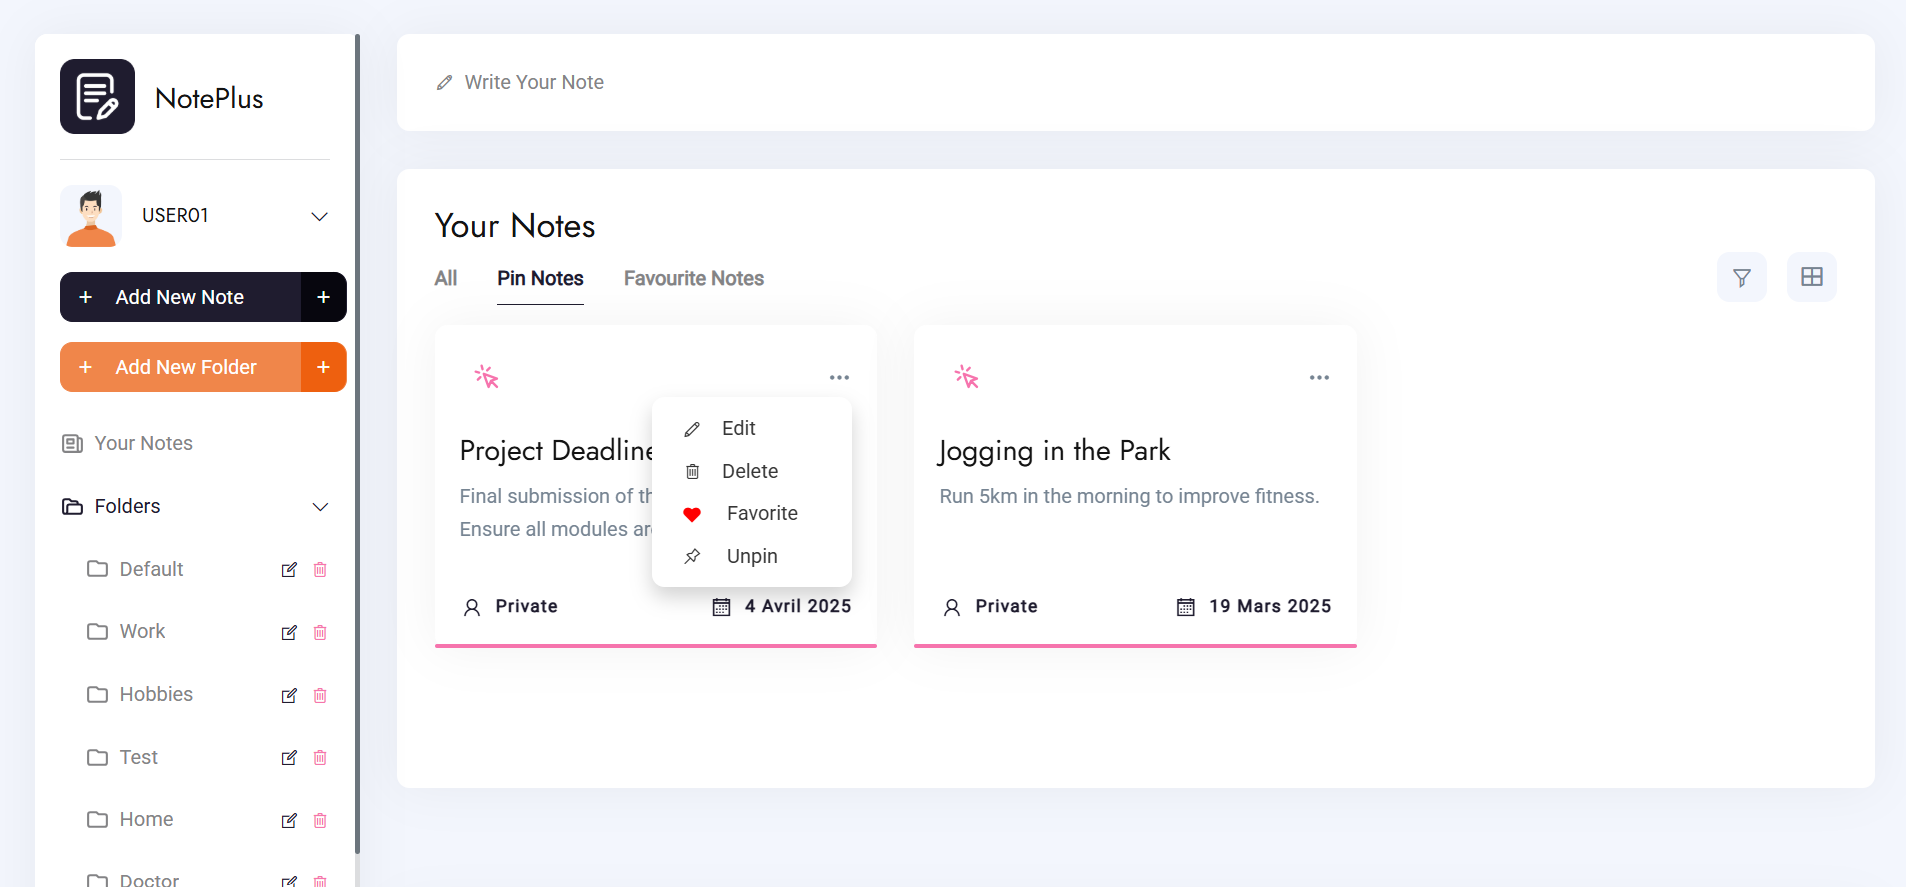 NotePlus
USER01
+ Add New Note +
+ Add New Folder +
Your Notes
Folders
Default
Work
Hobbies
Test
Home
Doctor
Write Your Note
Your Notes
All Pin Notes Favourite Notes
Project Deadline
Final submission of th
Ensure all modules are
Edit
Delete
Favorite
Unpin
Private 4 Avril 2025
Jogging in the Park
Run 5km in the morning to improve fitness.
Private 19 Mars 2025